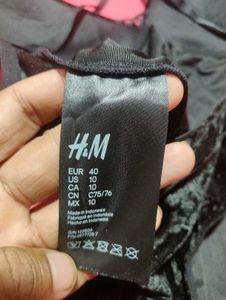 H&M
EUR 40
US 10
CA 10
CN C75/76
MX 10
Made in Indonesia
Fabriqué en Indonésie
Hecho en Indonesia